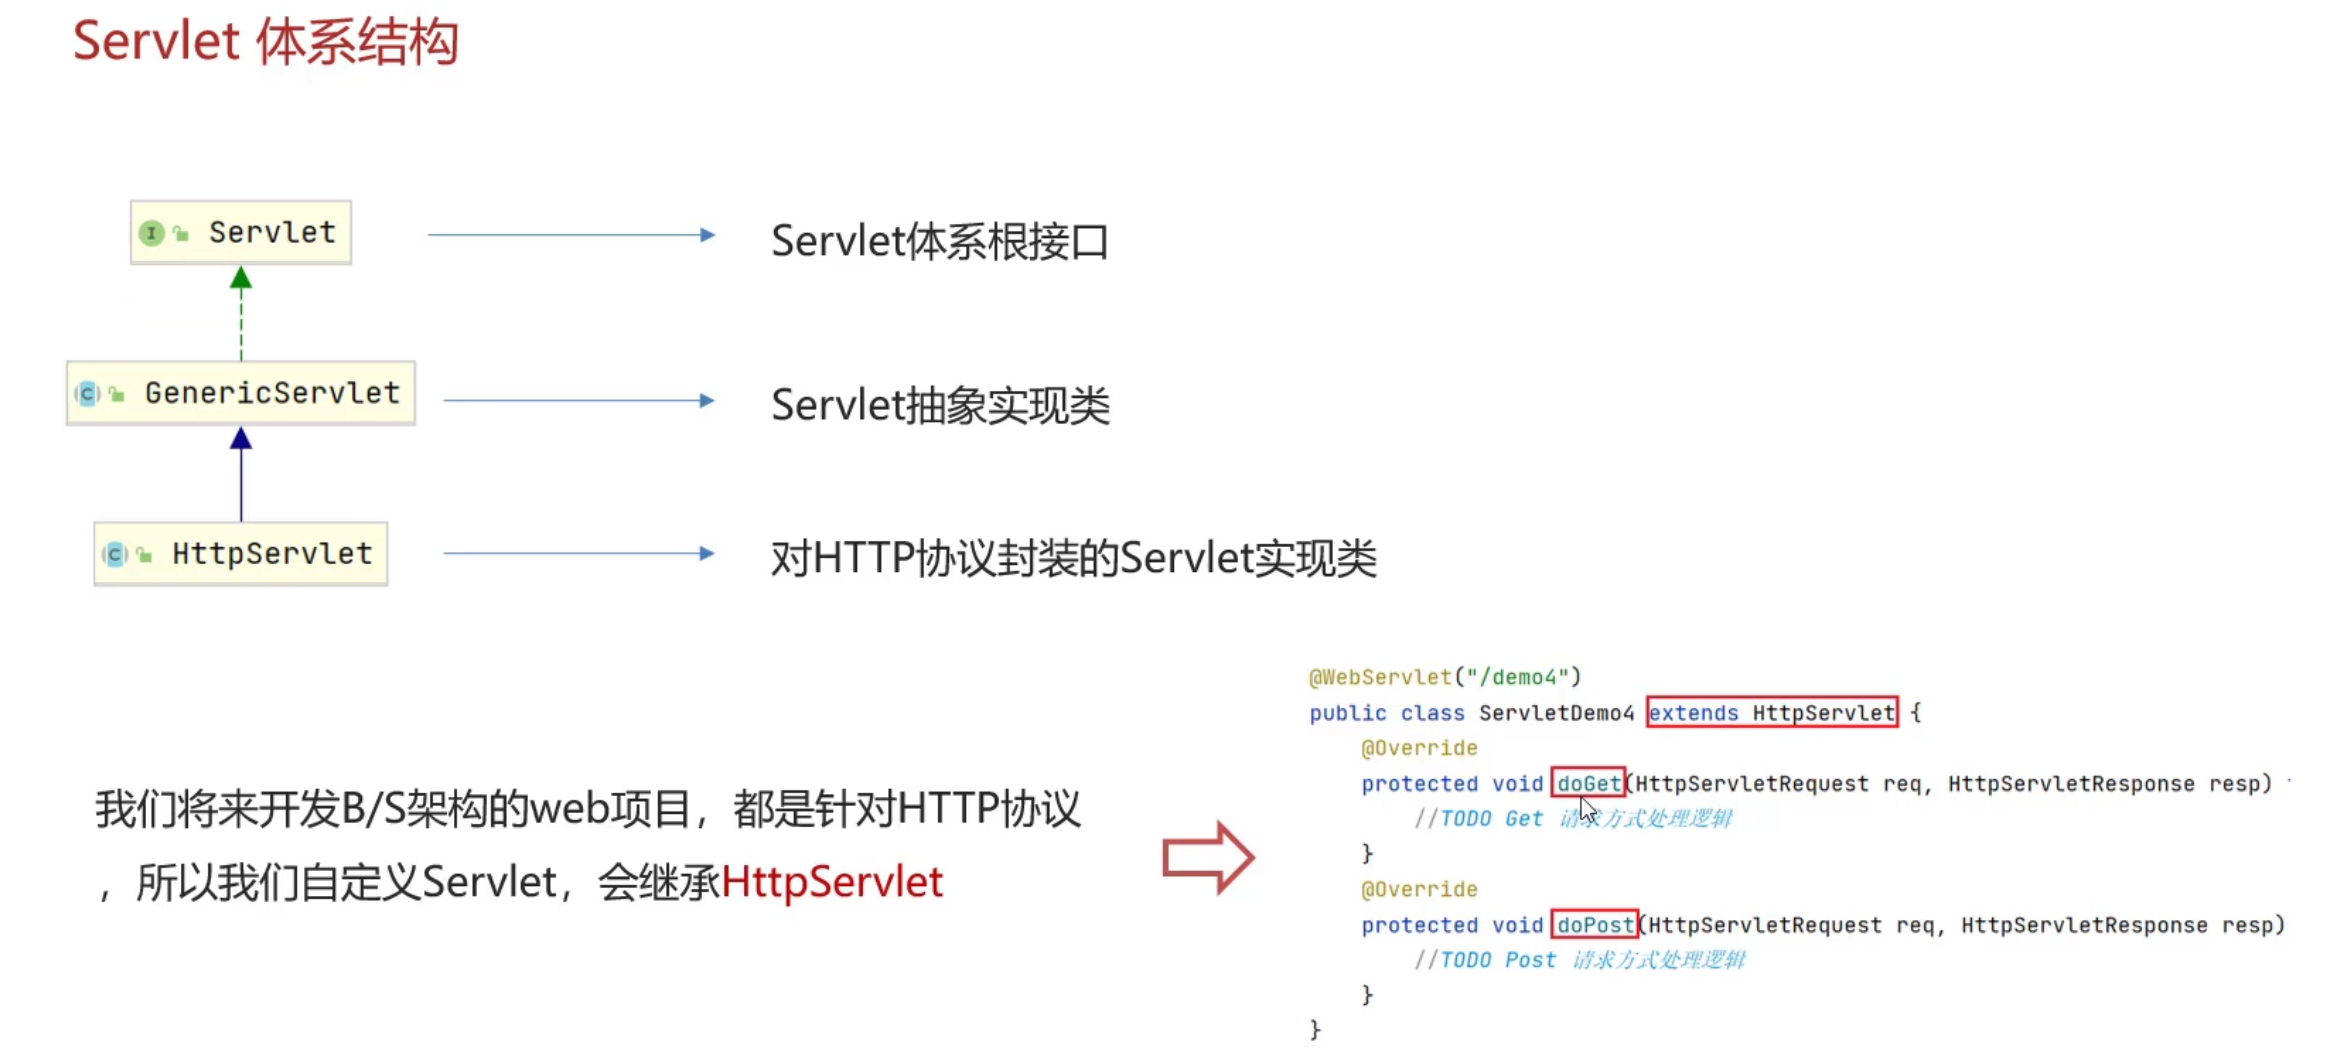 Servlet 体系结构
Servlet
Servlet体系根接口
GenericServlet
Servlet抽象实现类
HttpServlet
对HTTP协议封装的Servlet实现类
我们将来开发B/S架构的web项目，都是针对HTTP协议
，所以我们自定义Servlet，会继承HttpServlet
@WebServlet("/demo4")
public class ServletDemo4 extends HttpServlet {
@Override
protected void doGet(HttpServletRequest req, HttpServletResponse resp)
//TODO Get 请求方式处理逻辑
}
@Override
protected void doPost(HttpServletRequest req, HttpServletResponse resp)
//TODO Post 请求方式处理逻辑
}
}